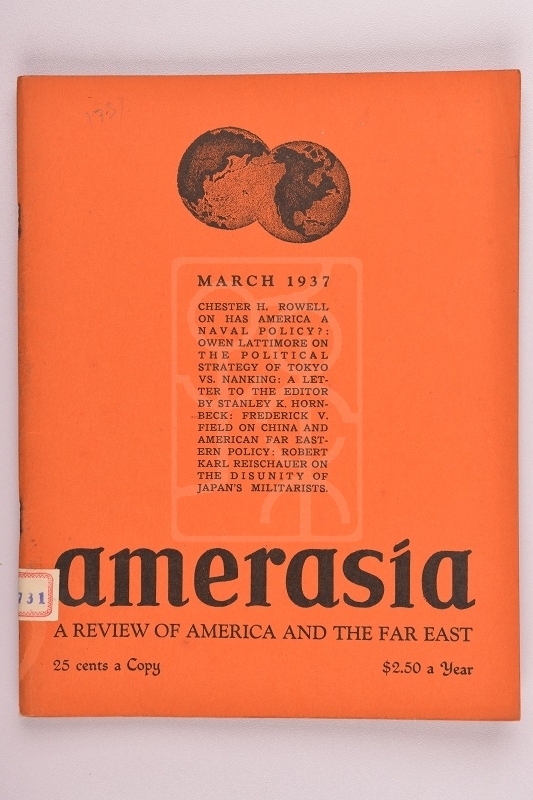 1937
MARCH 1937
CHESTER H. ROWELL
ON HAS AMERICA A
NAVAL POLICY?:
OWEN LATTIMORE ON
THE POLITICAL
STRATEGY OF TOKYO
VS. NANKING: A LET-
TER TO THE EDITOR
BY STANLEY K. HORN-
BECK: FREDERICK V.
FIELD ON CHINA AND
AMERICAN FAR EAST-
ERN POLICY: ROBERT
KARL REISCHAUER ON
THE DISUNITY OF
JAPAN'S MILITARISTS.
amerasia
731
A REVIEW OF AMERICA AND THE FAR EAST
25 cents a Copy
$2.50 a Year